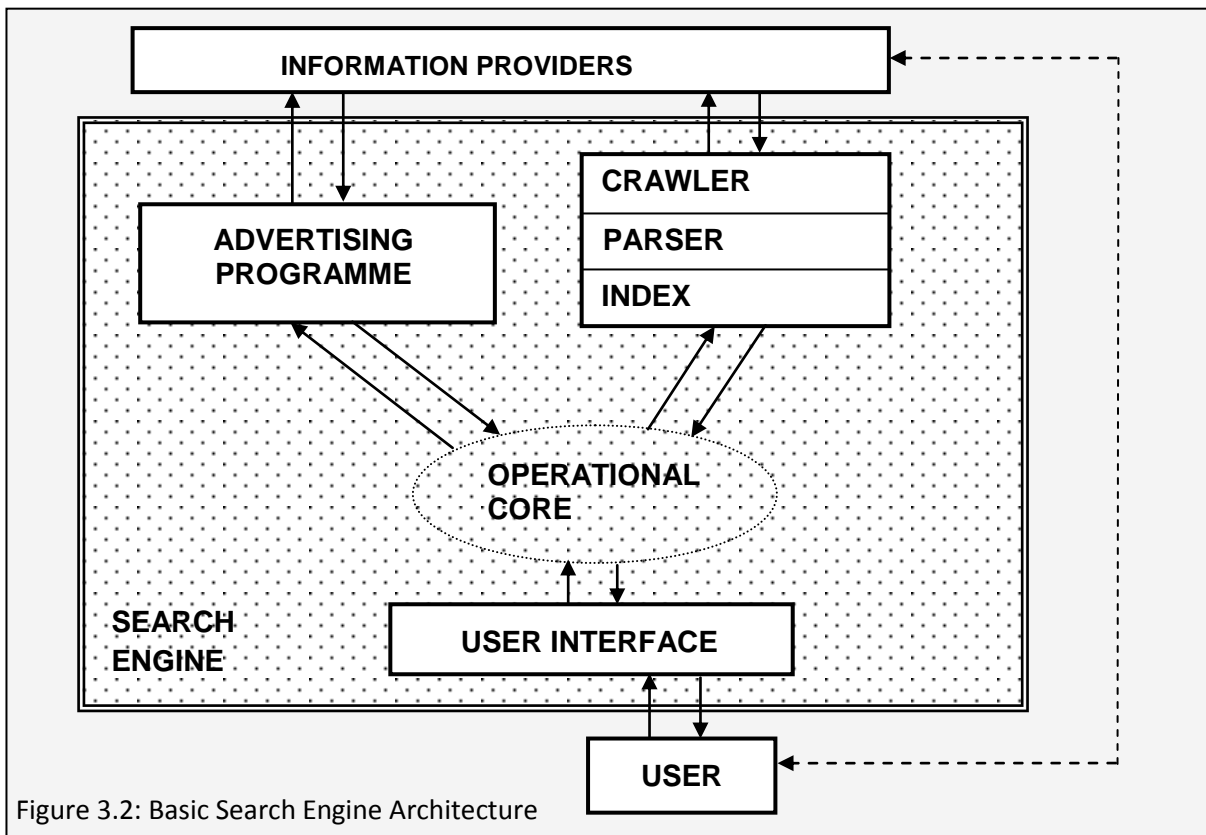 INFORMATION PROVIDERS
CRAWLER
ADVERTISING
PROGRAMME
PARSER
INDEX
OPERATIONAL
CORE
SEARCH
ENGINE
USER INTERFACE
USER
Figure 3.2: Basic Search Engine Architecture